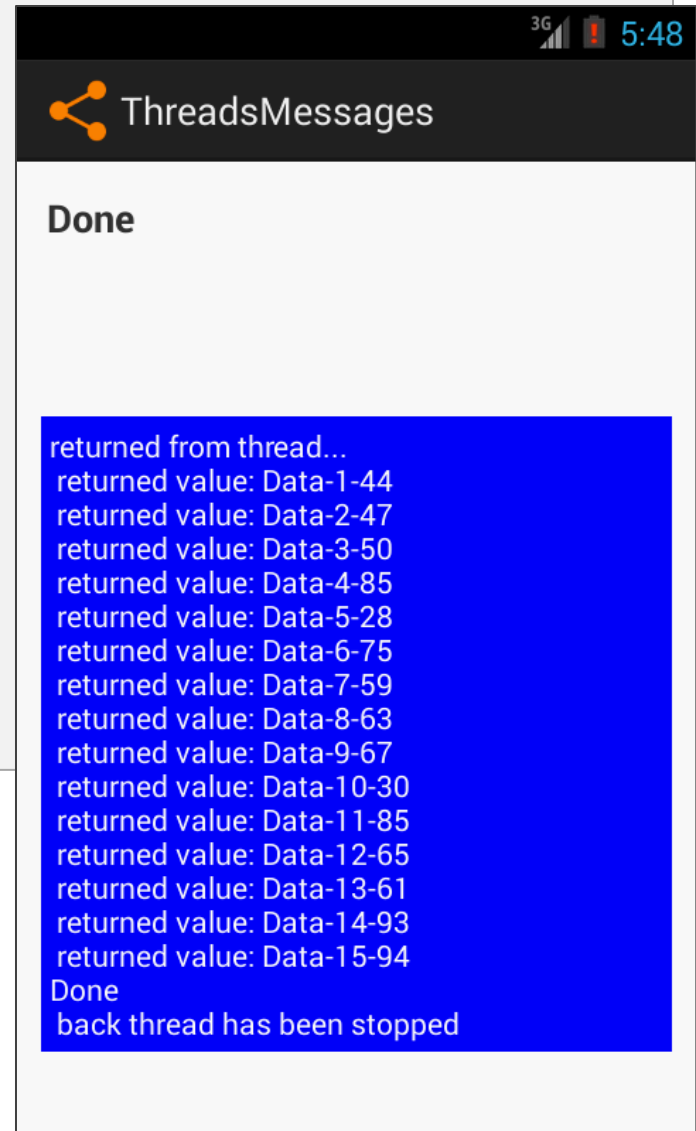 3G 5:48
ThreadsMessages
Done
returned from thread...
returned value: Data-1-44
returned value: Data-2-47
returned value: Data-3-50
returned value: Data-4-85
returned value: Data-5-28
returned value: Data-6-75
returned value: Data-7-59
returned value: Data-8-63
returned value: Data-9-67
returned value: Data-10-30
returned value: Data-11-85
returned value: Data-12-65
returned value: Data-13-61
returned value: Data-14-93
returned value: Data-15-94
Done
back thread has been stopped